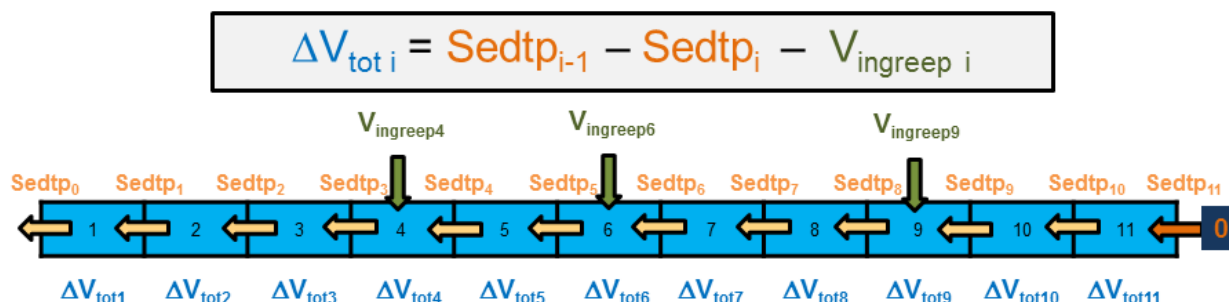 ΔVtot i = Sedtpi-1 – Sedtpi – Vingreep i
Vingreep4 Vingreep6 Vingreep9
Sedtp0 Sedtp1 Sedtp2 Sedtp3 Sedtp4 Sedtp5 Sedtp6 Sedtp7 Sedtp8 Sedtp9 Sedtp10 Sedtp11
1 2 3 4 5 6 7 8 9 10 11 0
ΔVtot1 ΔVtot2 ΔVtot3 ΔVtot4 ΔVtot5 ΔVtot6 ΔVtot7 ΔVtot8 ΔVtot9 ΔVtot10 ΔVtot11